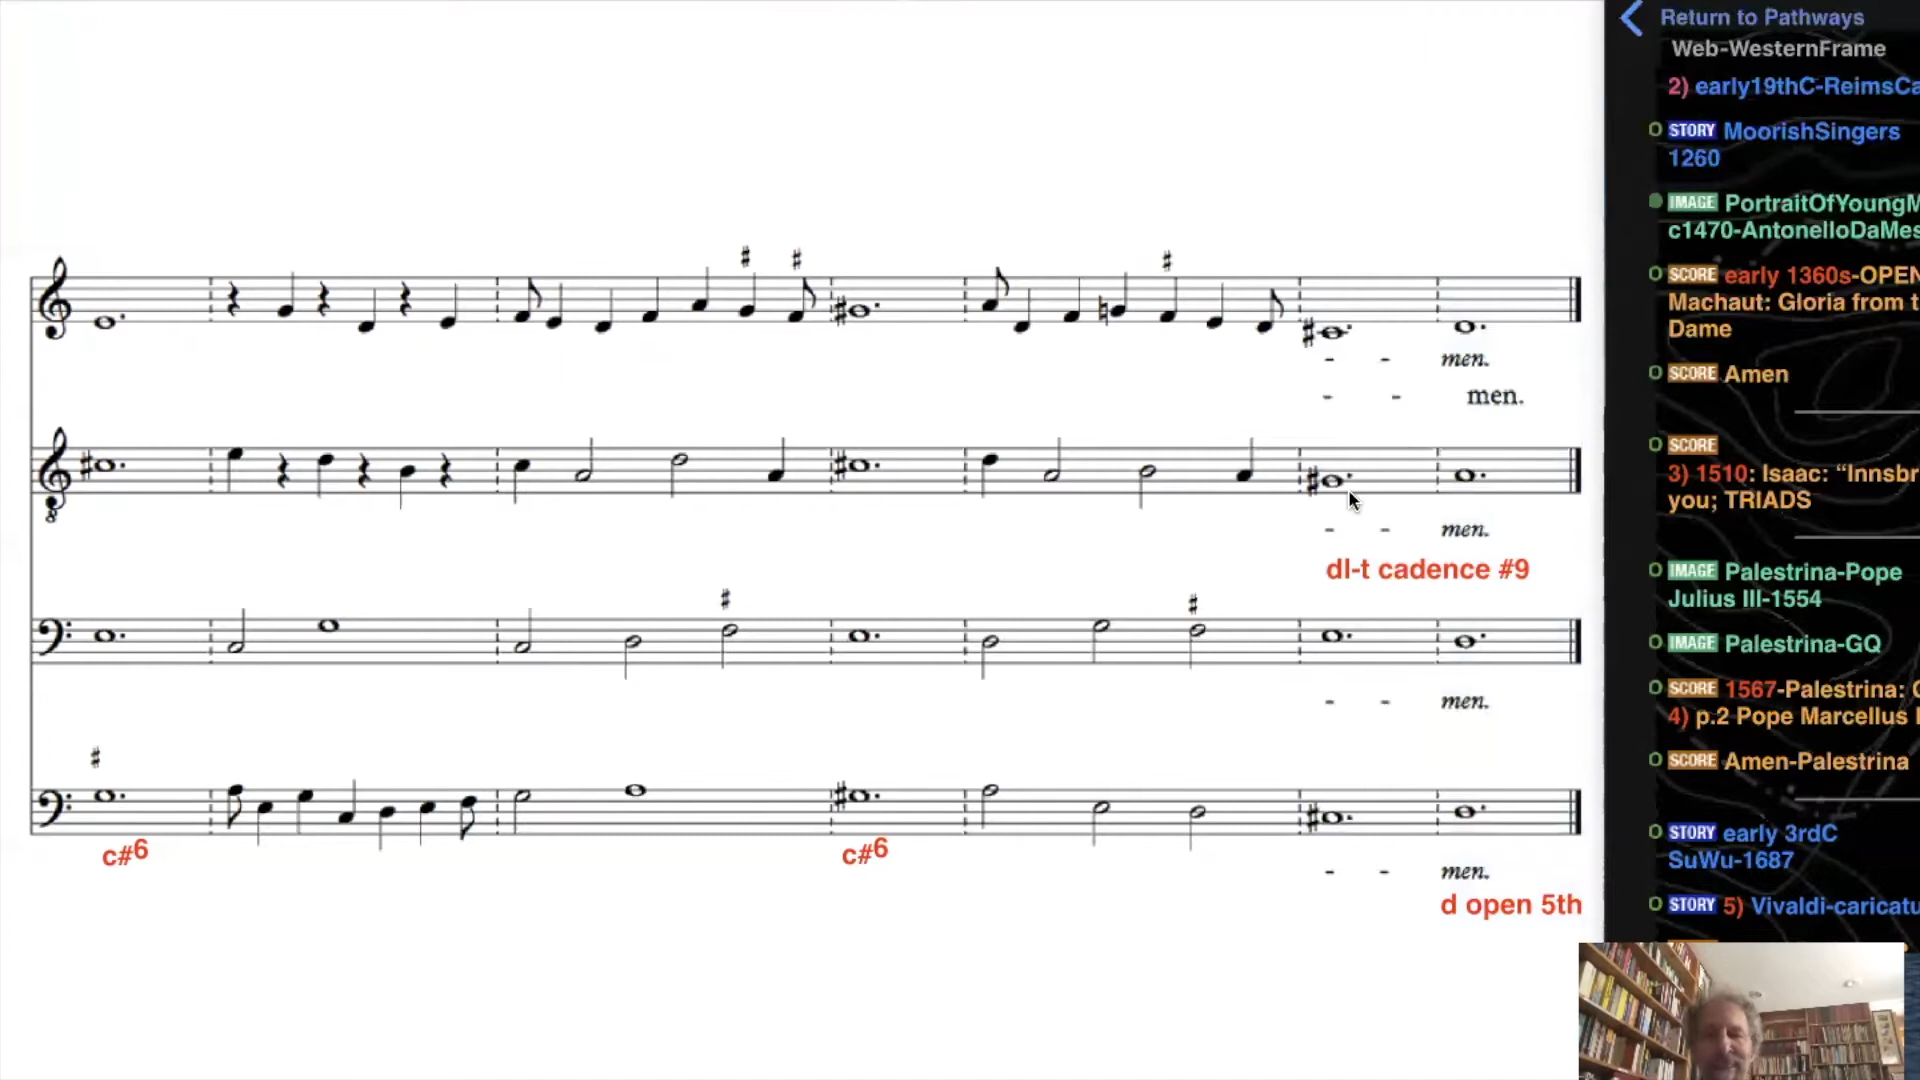 men.
men.
men.
dl-t cadence #9
men.
c#6
c#6
men.
d open 5th
Return to Pathways
Web-WesternFrame
2) early19thC-ReimsCa
STORY MoorishSingers
1260
IMAGE PortraitOfYoungM
c1470-AntonelloDaMes
SCORE early 1360s-OPEN
Machaut: Gloria from t
Dame
SCORE Amen
SCORE
3) 1510: Isaac: “Innsbr
you; TRIADS
IMAGE Palestrina-Pope
Julius III-1554
IMAGE Palestrina-GQ
SCORE 1567-Palestrina:
4) p.2 Pope Marcellus
SCORE Amen-Palestrina
STORY early 3rdC
SuWu-1687
STORY 5) Vivaldi-caricatu